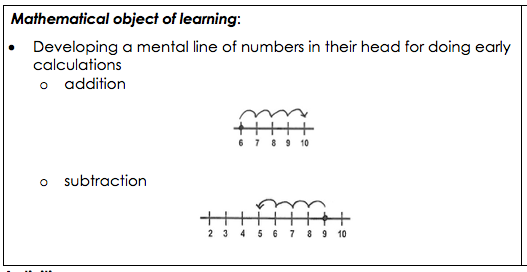 Mathematical object of learning:
• Developing a mental line of numbers in their head for doing early
calculations
o addition
6 7 8 9 10
o subtraction
2 3 4 5 6 7 8 9 10